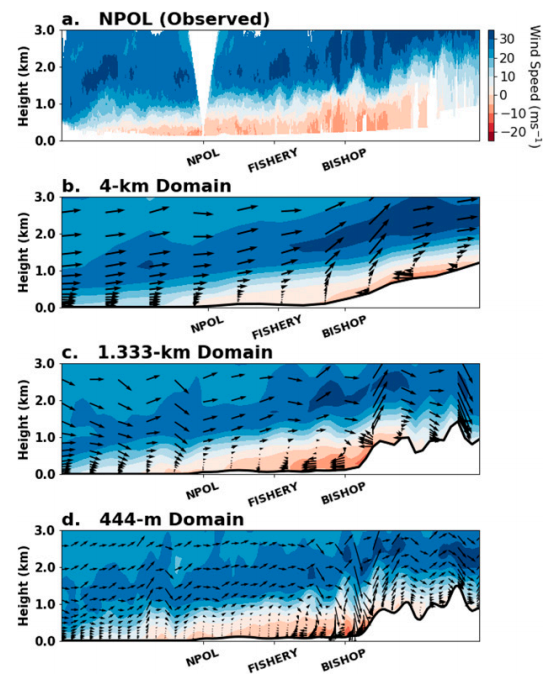 a.   NPOL (Observed)
3.0
2.0
1.0
0.0
Height (km)
NPOL
FISHERY
BISHOP
30
20
10
0
−10
−20
Wind Speed (ms⁻¹)
b.   4-km Domain
3.0
2.0
1.0
0.0
Height (km)
NPOL
FISHERY
BISHOP
c.   1.333-km Domain
3.0
2.0
1.0
0.0
Height (km)
NPOL
FISHERY
BISHOP
d.   444-m Domain
3.0
2.0
1.0
0.0
Height (km)
NPOL
FISHERY
BISHOP